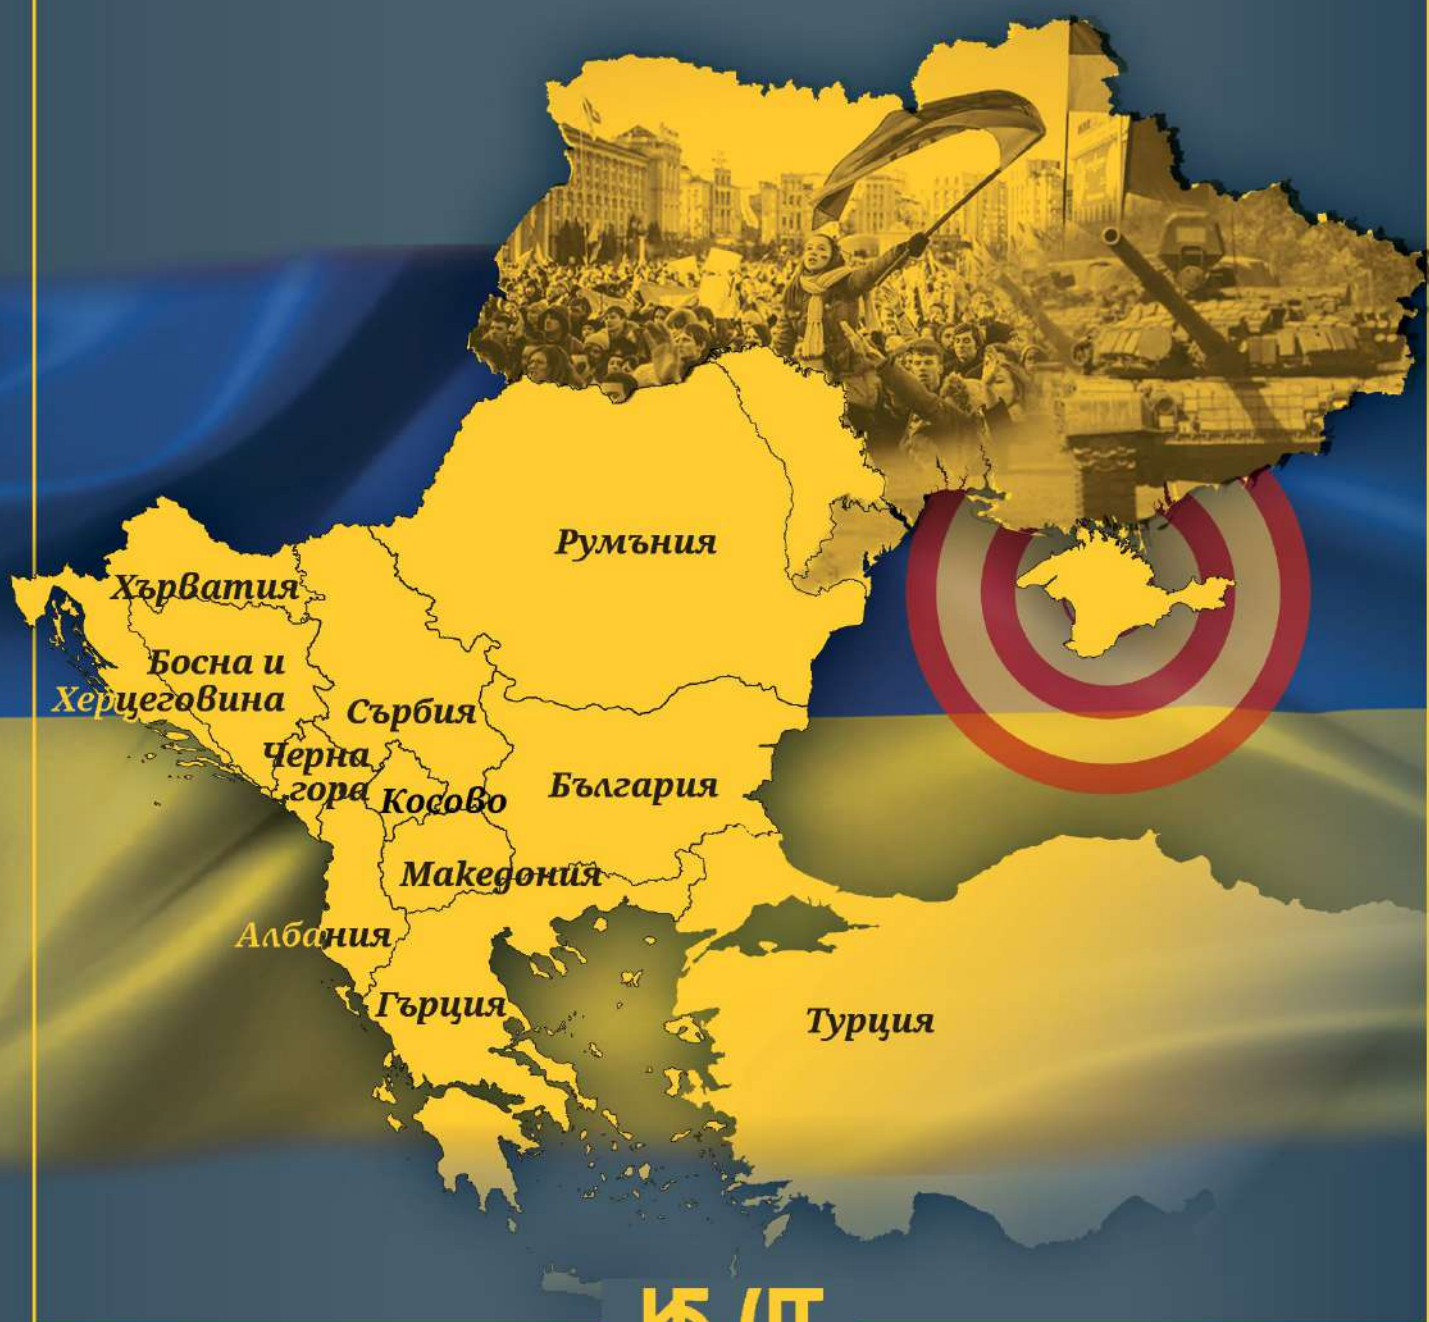 Румъния
Хърватия
Босна и
Херцеговина
Сърбия
Черна
гора
Косово
България
Македония
Албания
Гърция
Турция